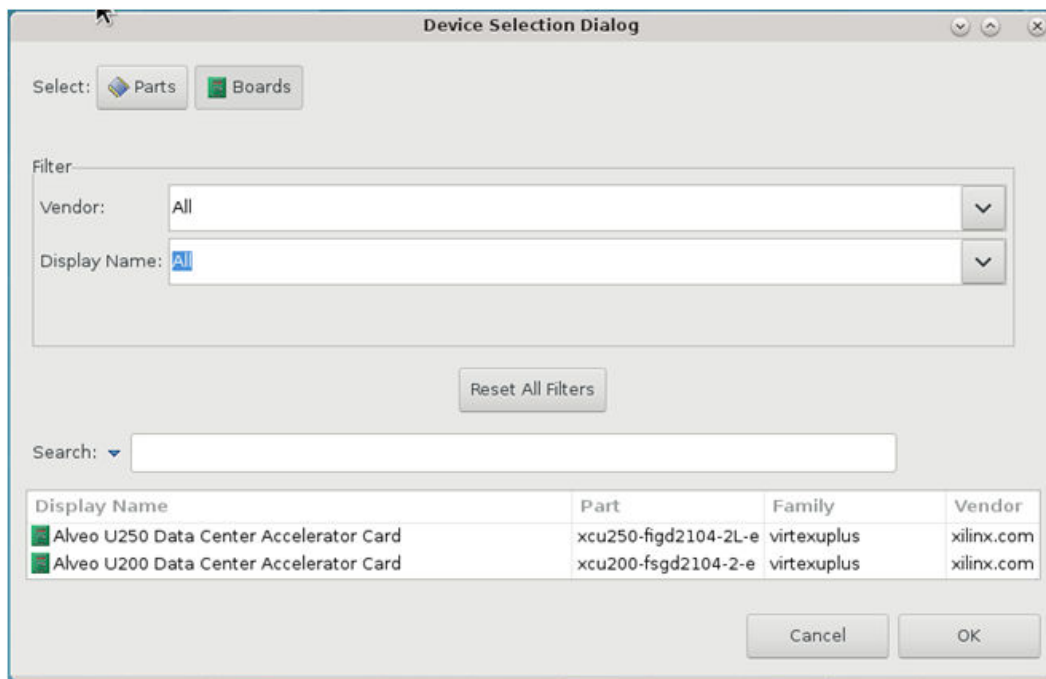 Device Selection Dialog
Select: Parts Boards
Filter
Vendor: All
Display Name: All
Reset All Filters
Search:
Display Name Part Family Vendor
Alveo U250 Data Center Accelerator Card xcu250-figd2104-2L-e virtexuplus xilinx.com
Alveo U200 Data Center Accelerator Card xcu200-fsgd2104-2-e virtexuplus xilinx.com
Cancel OK